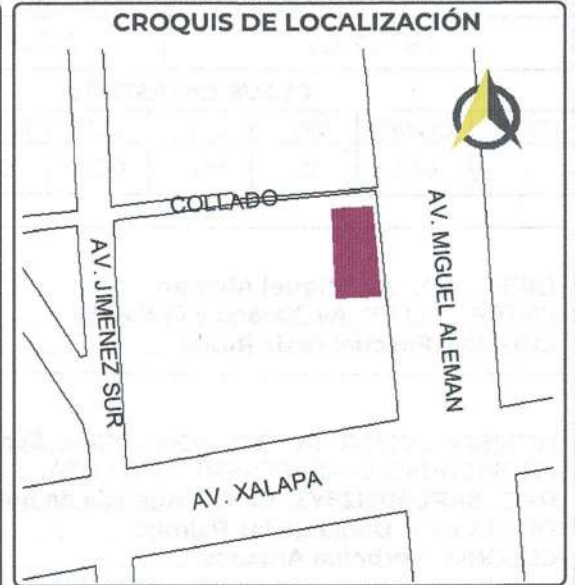 CROQUIS DE LOCALIZACIÓN
COLLADO
AV. JIMENEZ SUR
AV. MIGUEL ALEMAN
AV. XALAPA